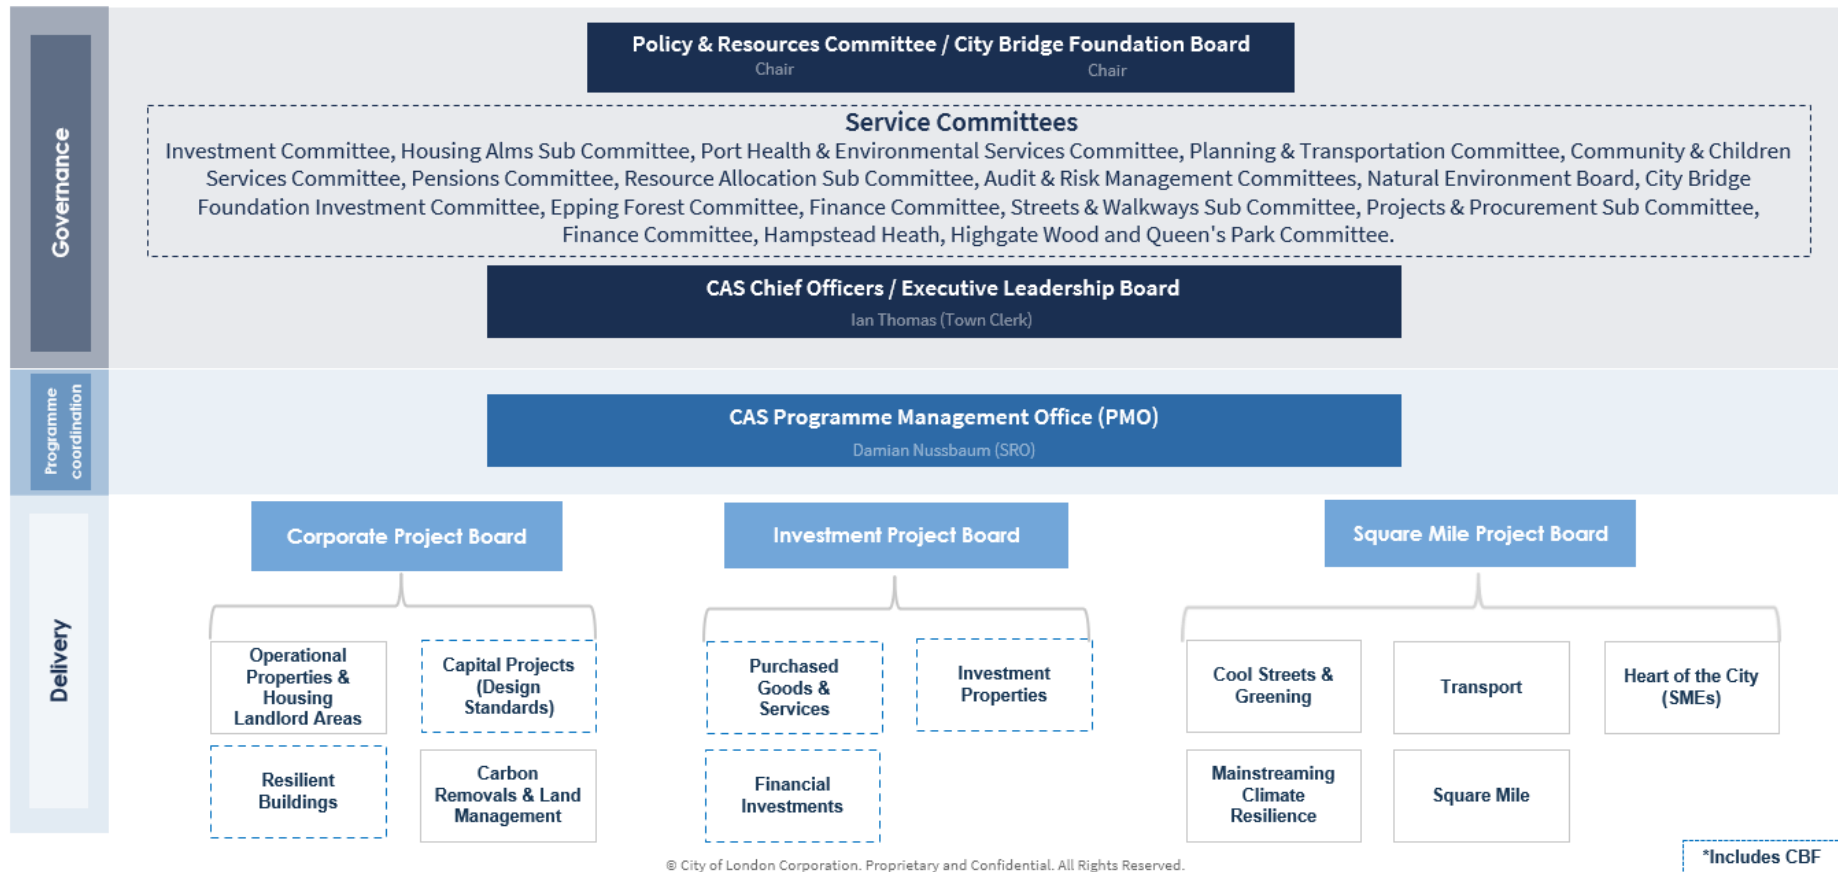 Governance
Policy & Resources Committee / City Bridge Foundation Board
Chair Chair
Service Committees
Investment Committee, Housing Alms Sub Committee, Port Health & Environmental Services Committee, Planning & Transportation Committee, Community & Children
Services Committee, Pensions Committee, Resource Allocation Sub Committee, Audit & Risk Management Committees, Natural Environment Board, City Bridge
Foundation Investment Committee, Epping Forest Committee, Finance Committee, Streets & Walkways Sub Committee, Projects & Procurement Sub Committee,
Finance Committee, Hampstead Heath, Highgate Wood and Queen's Park Committee.
CAS Chief Officers / Executive Leadership Board
Ian Thomas (Town Clerk)
Programme
coordination
CAS Programme Management Office (PMO)
Damian Nussbaum (SRO)
Delivery
Corporate Project Board
Operational
Properties &
Housing
Landlord Areas
Capital Projects
(Design
Standards)
Resilient
Buildings
Carbon
Removals & Land
Management
Investment Project Board
Purchased
Goods &
Services
Investment
Properties
Financial
Investments
Square Mile Project Board
Cool Streets &
Greening
Transport
Heart of the City
(SMEs)
Mainstreaming
Climate
Resilience
Square Mile
*Includes CBF
© City of London Corporation. Proprietary and Confidential. All Rights Reserved.